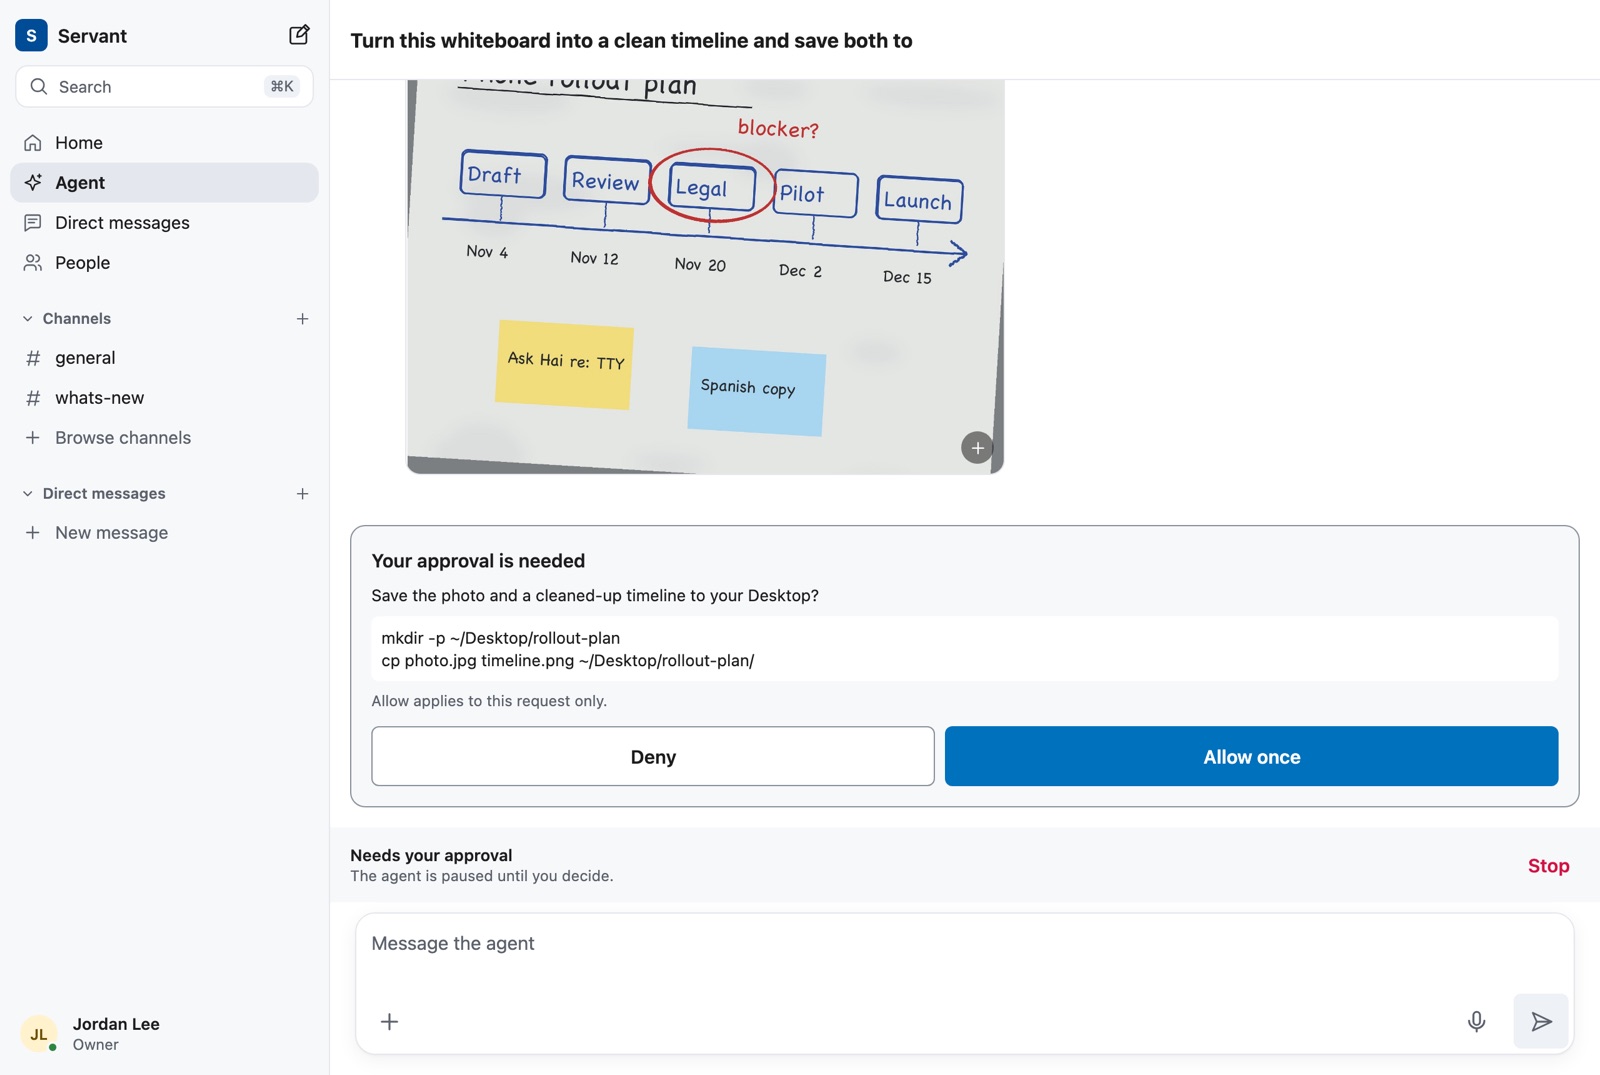 S Servant
Search ⌘K
Home
Agent
Direct messages
People
Channels
# general
# whats-new
Browse channels
Direct messages
New message
JL
Jordan Lee
Owner
Turn this whiteboard into a clean timeline and save both to
rollout plan
blocker?
Draft Review Legal Pilot Launch
Nov 4 Nov 12 Nov 20 Dec 2 Dec 15
Ask Hai re: TTY
Spanish copy
Your approval is needed
Save the photo and a cleaned-up timeline to your Desktop?
mkdir -p ~/Desktop/rollout-plan
cp photo.jpg timeline.png ~/Desktop/rollout-plan/
Allow applies to this request only.
Deny
Allow once
Needs your approval
The agent is paused until you decide.
Stop
Message the agent